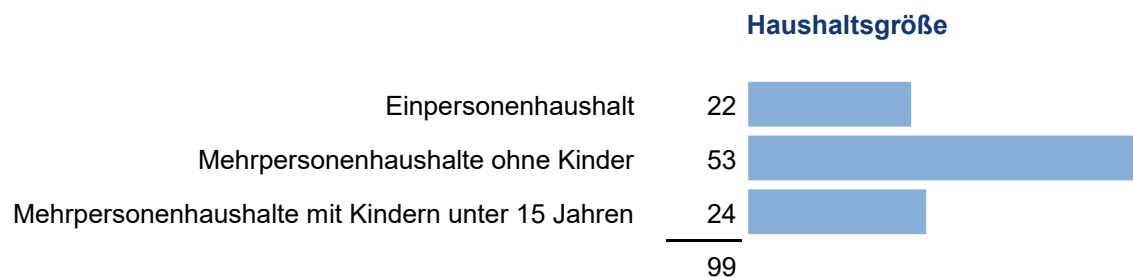 Haushaltsgröße
Einpersonenhaushalt 22
Mehrpersonenhaushalte ohne Kinder 53
Mehrpersonenhaushalte mit Kindern unter 15 Jahren 24
99